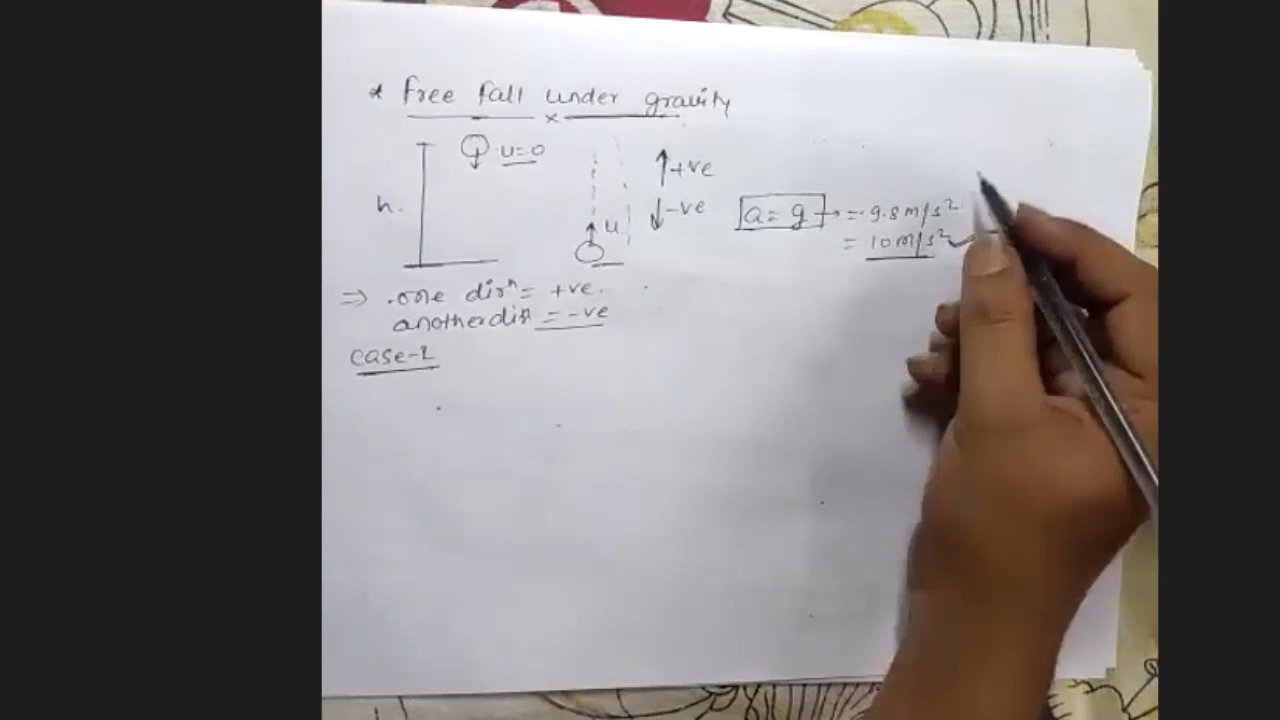 * free fall under gravity
u=0
h.
u
↑+ve
↓-ve
a= g → = 9.8 m/s²
= 10 m/s²
⇒ .one dirⁿ = +ve.
another dirⁿ = -ve
case-1